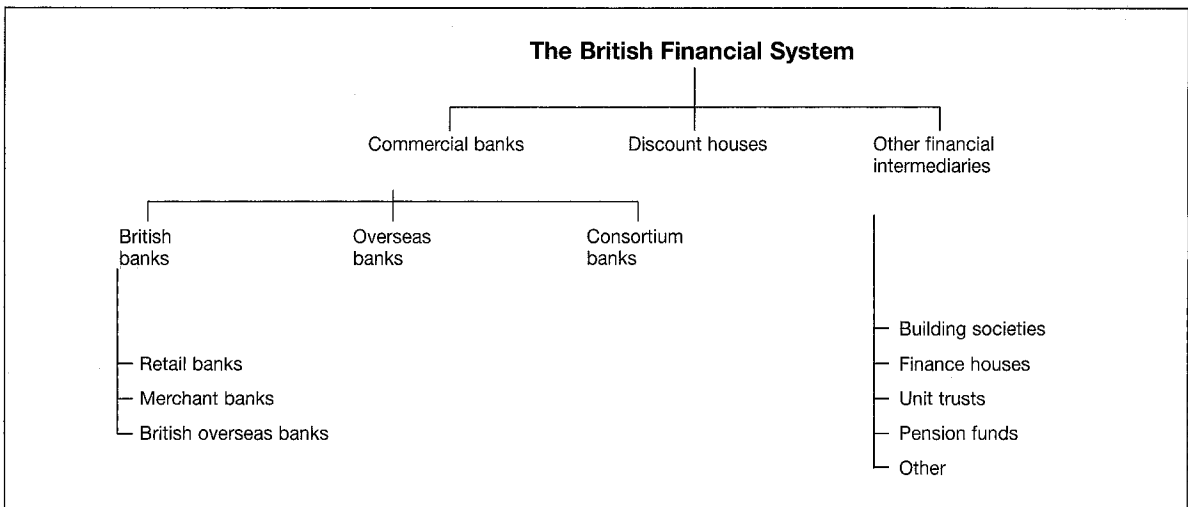 The British Financial System
Commercial banks
Discount houses
Other financial
intermediaries
British
banks
Overseas
banks
Consortium
banks
Retail banks
Merchant banks
British overseas banks
Building societies
Finance houses
Unit trusts
Pension funds
Other